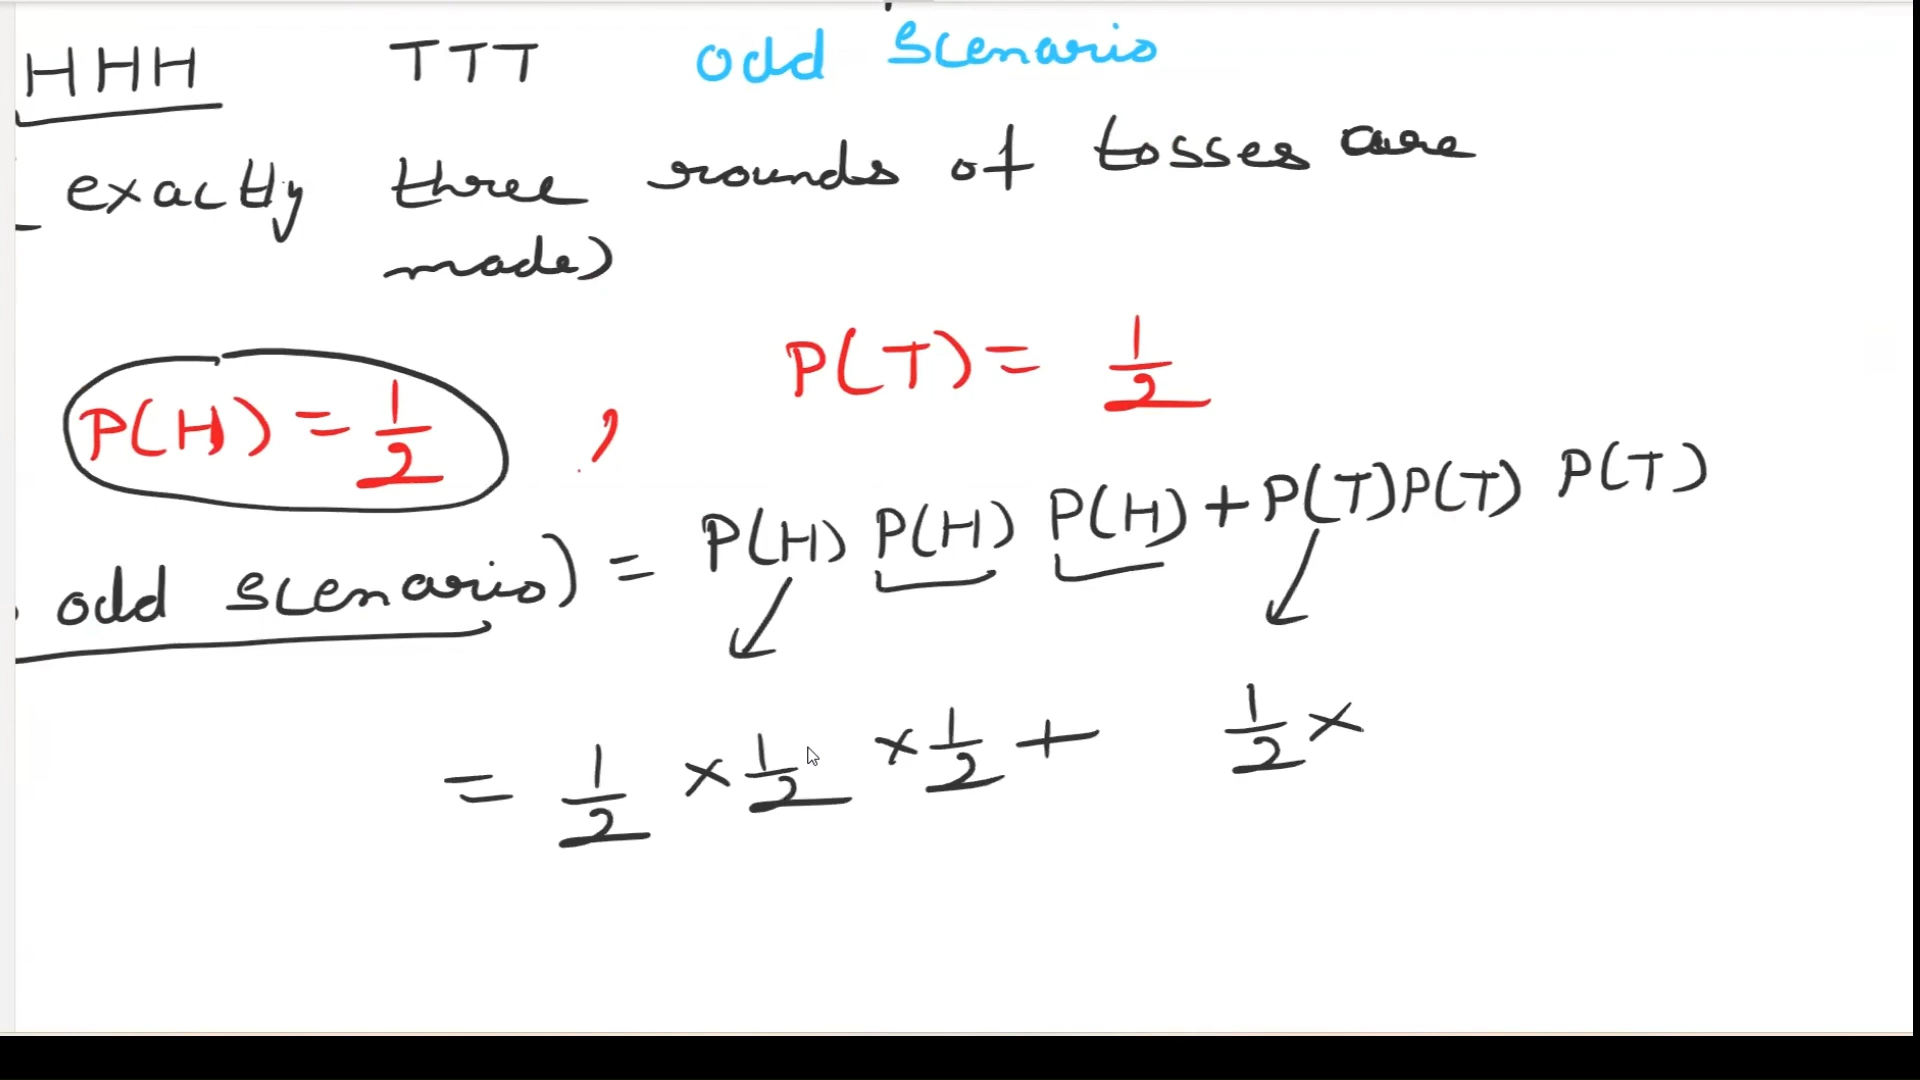 HHH TTT odd scenario
exactly three rounds of tosses are
made)
P(H) = 1/2 , P(T) = 1/2
odd scenario) = P(H) P(H) P(H) + P(T) P(T) P(T)
= 1/2 × 1/2 × 1/2 + 1/2 ×